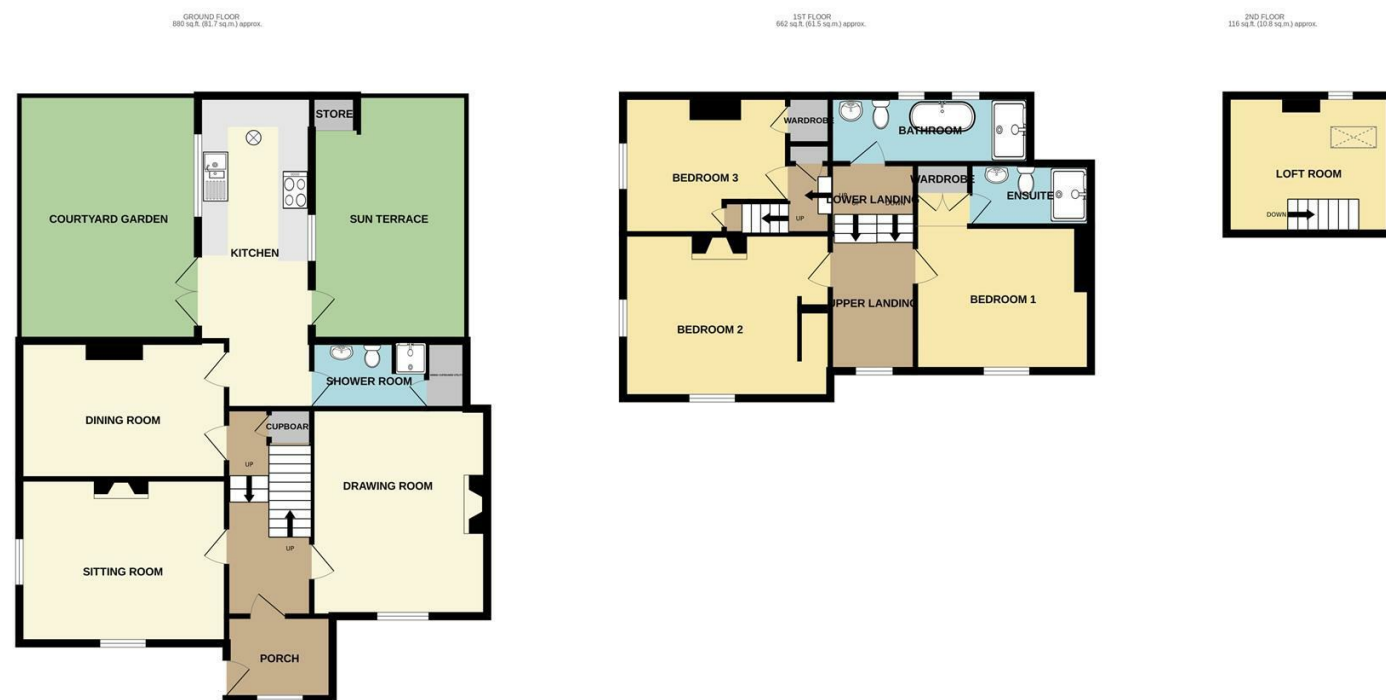 GROUND FLOOR
880 sq.ft. (81.7 sq.m.) approx.
STORE
COURTYARD GARDEN
SUN TERRACE
KITCHEN
SHOWER ROOM
DINING ROOM
CUPBOAR
UP
DRAWING ROOM
UP
SITTING ROOM
PORCH
1ST FLOOR
662 sq.ft. (61.5 sq.m.) approx.
WARDROBE
BATHROOM
BEDROOM 3
WARDROBE
UP
LOWER LANDING
ENSUITE
UP
DOWN
UPPER LANDING
BEDROOM 1
BEDROOM 2
2ND FLOOR
116 sq.ft. (10.8 sq.m.) approx.
LOFT ROOM
DOWN